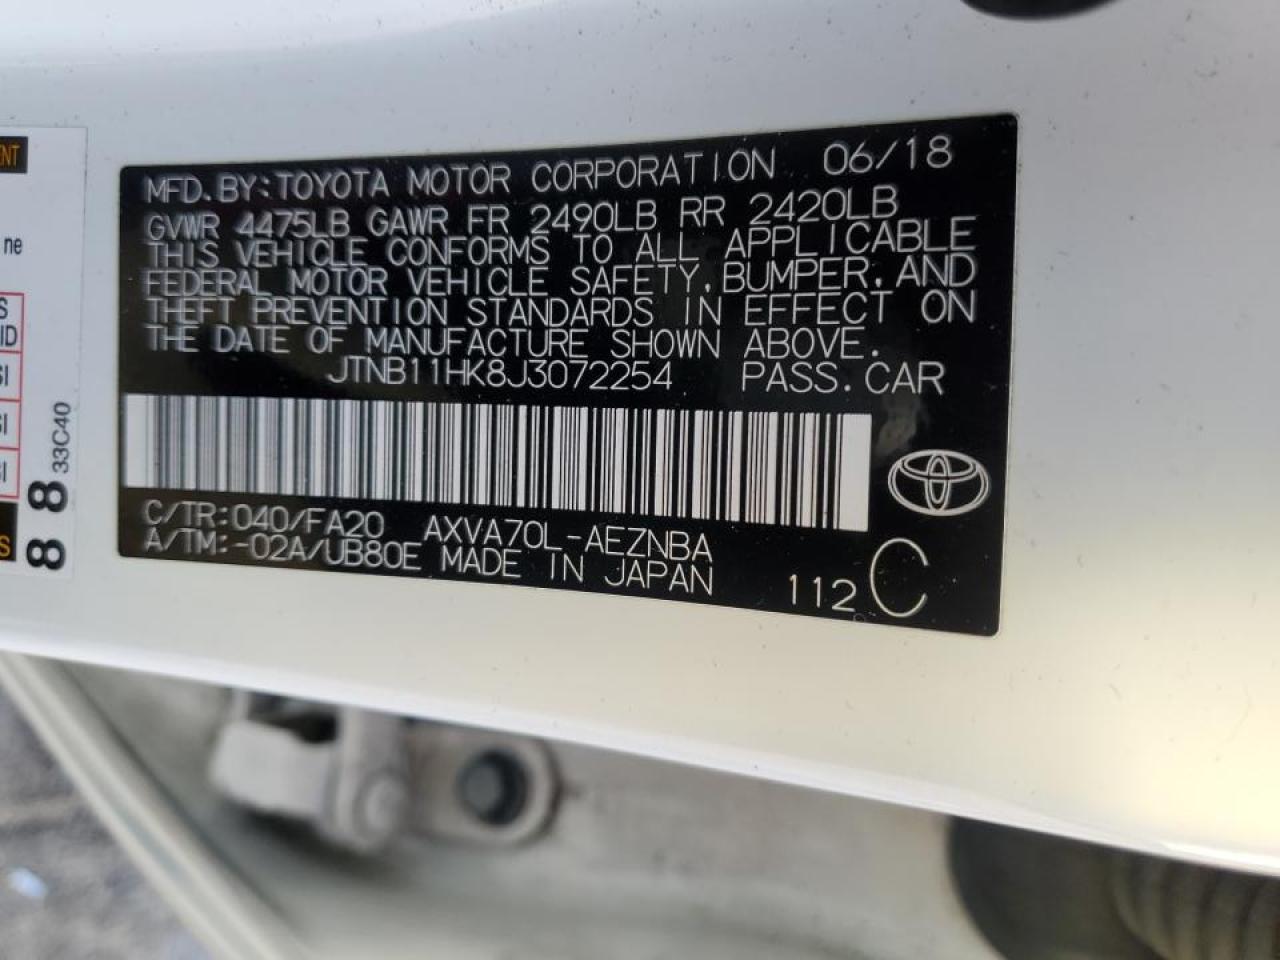 MFD.BY:TOYOTA MOTOR CORPORATION 06/18
GVWR 4475LB GAWR FR 2490LB RR 2420LB
THIS VEHICLE CONFORMS TO ALL APPLICABLE
FEDERAL MOTOR VEHICLE SAFETY,BUMPER,AND
THEFT PREVENTION STANDARDS IN EFFECT ON
THE DATE OF MANUFACTURE SHOWN ABOVE.
JTNB11HK8J3072254 PASS.CAR
C/TR:040/FA20 AXVA70L-AEZNBA
A/TM:-02A/UB80E MADE IN JAPAN
112 C
ne
33C40
8 8